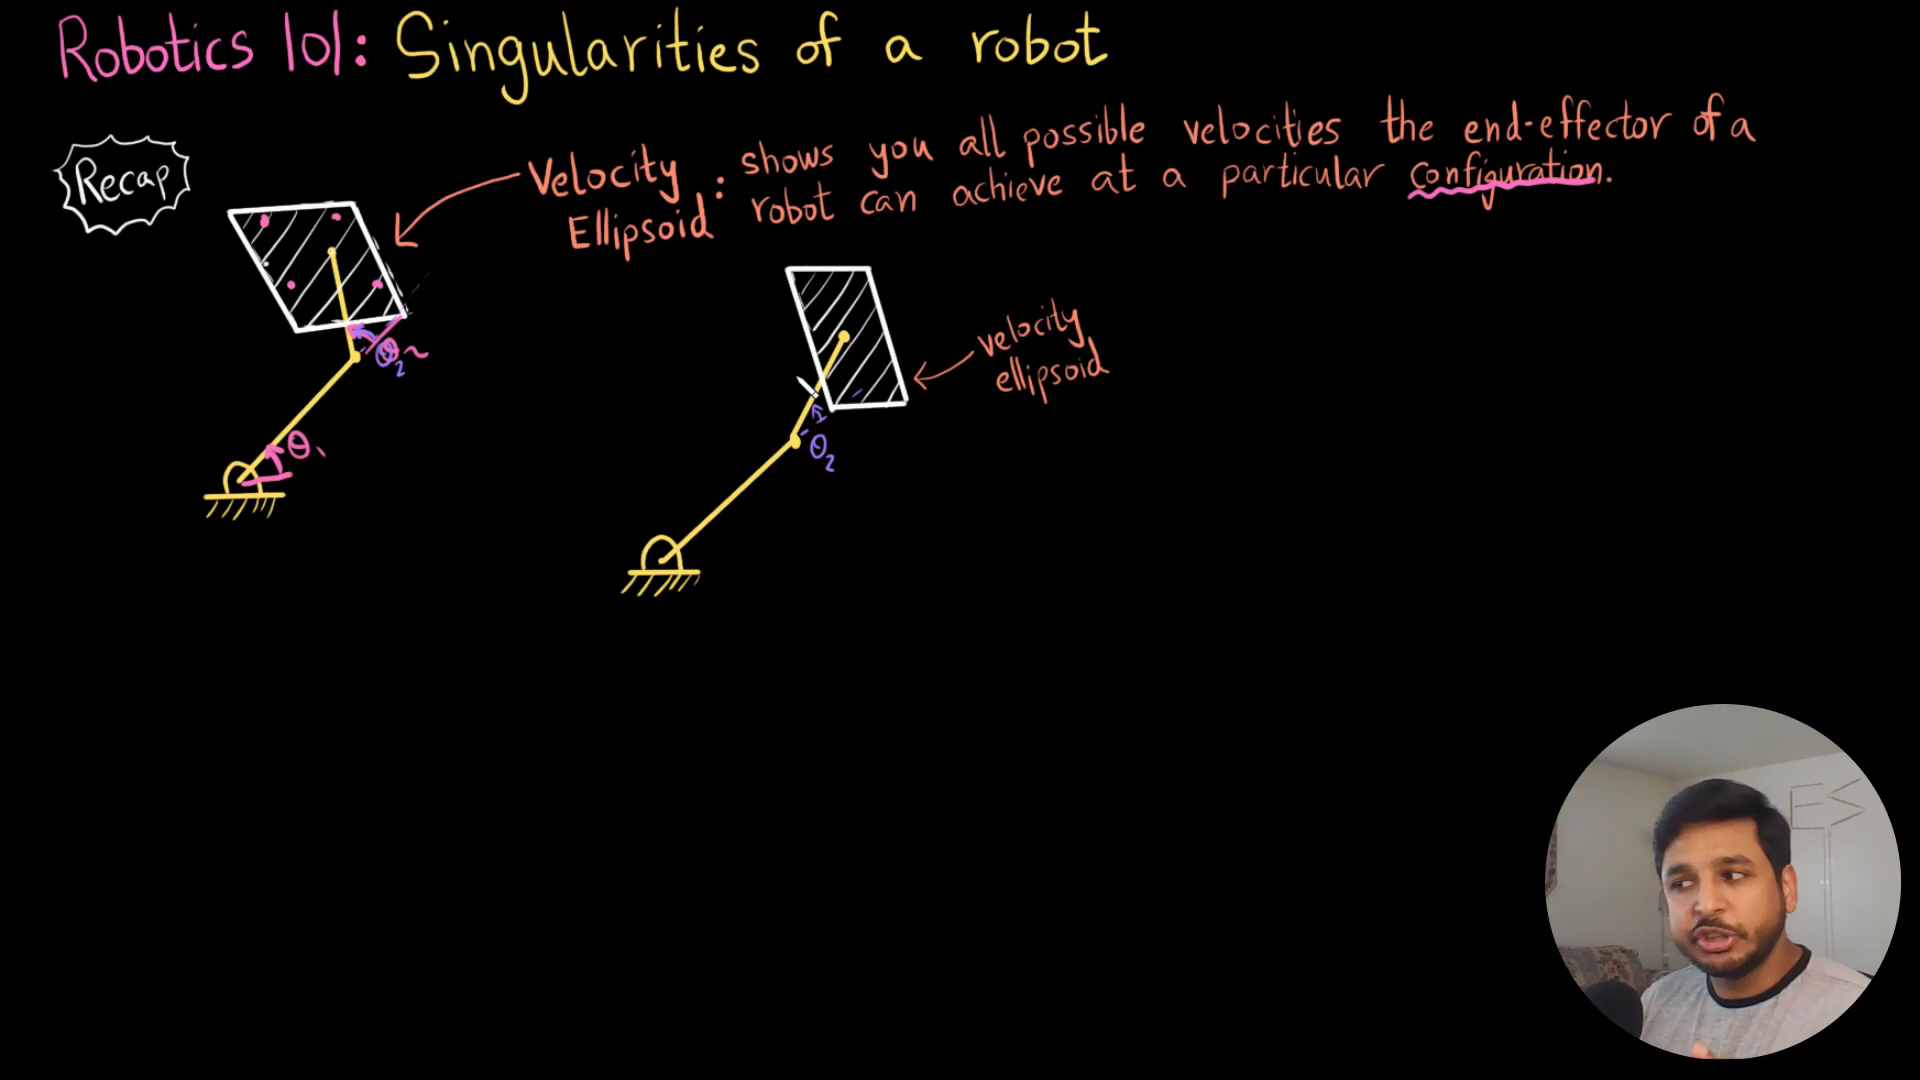 Robotics 101: Singularities of a robot
Recap
Velocity Ellipsoid : shows you all possible velocities the end-effector of a
robot can achieve at a particular configuration.
θ2
θ1
velocity
ellipsoid
θ2
ES